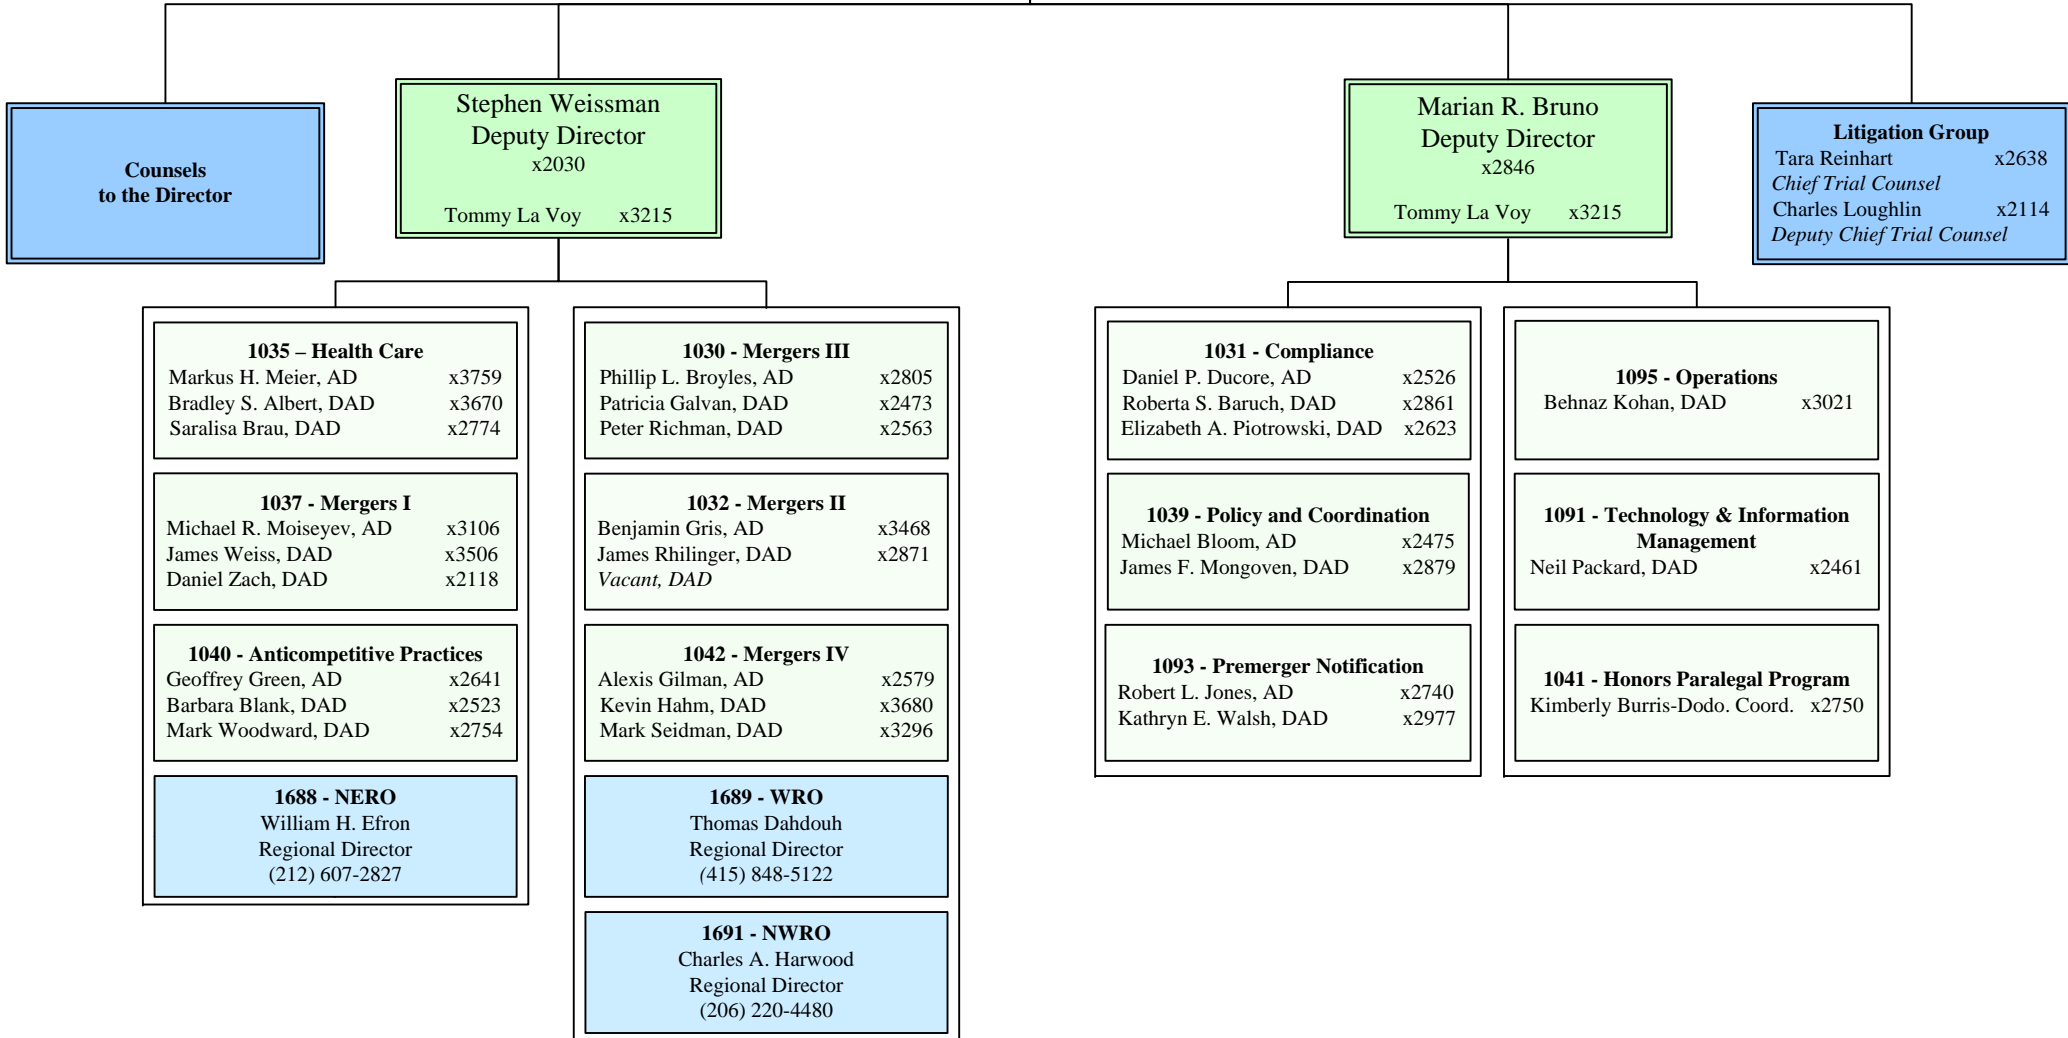 Counsels
to the Director
Stephen Weissman
Deputy Director
x2030
Tommy La Voy x3215
Marian R. Bruno
Deputy Director
x2846
Tommy La Voy x3215
Litigation Group
Tara Reinhart x2638
Chief Trial Counsel
Charles Loughlin x2114
Deputy Chief Trial Counsel
1035 – Health Care
Markus H. Meier, AD x3759
Bradley S. Albert, DAD x3670
Saralisa Brau, DAD x2774
1037 - Mergers I
Michael R. Moiseyev, AD x3106
James Weiss, DAD x3506
Daniel Zach, DAD x2118
1040 - Anticompetitive Practices
Geoffrey Green, AD x2641
Barbara Blank, DAD x2523
Mark Woodward, DAD x2754
1688 - NERO
William H. Efron
Regional Director
(212) 607-2827
1030 - Mergers III
Phillip L. Broyles, AD x2805
Patricia Galvan, DAD x2473
Peter Richman, DAD x2563
1032 - Mergers II
Benjamin Gris, AD x3468
James Rhilinger, DAD x2871
Vacant, DAD
1042 - Mergers IV
Alexis Gilman, AD x2579
Kevin Hahm, DAD x3680
Mark Seidman, DAD x3296
1689 - WRO
Thomas Dahdouh
Regional Director
(415) 848-5122
1691 - NWRO
Charles A. Harwood
Regional Director
(206) 220-4480
1031 - Compliance
Daniel P. Ducore, AD x2526
Roberta S. Baruch, DAD x2861
Elizabeth A. Piotrowski, DAD x2623
1039 - Policy and Coordination
Michael Bloom, AD x2475
James F. Mongoven, DAD x2879
1093 - Premerger Notification
Robert L. Jones, AD x2740
Kathryn E. Walsh, DAD x2977
1095 - Operations
Behnaz Kohan, DAD x3021
1091 - Technology & Information
Management
Neil Packard, DAD x2461
1041 - Honors Paralegal Program
Kimberly Burris-Dodo. Coord. x2750